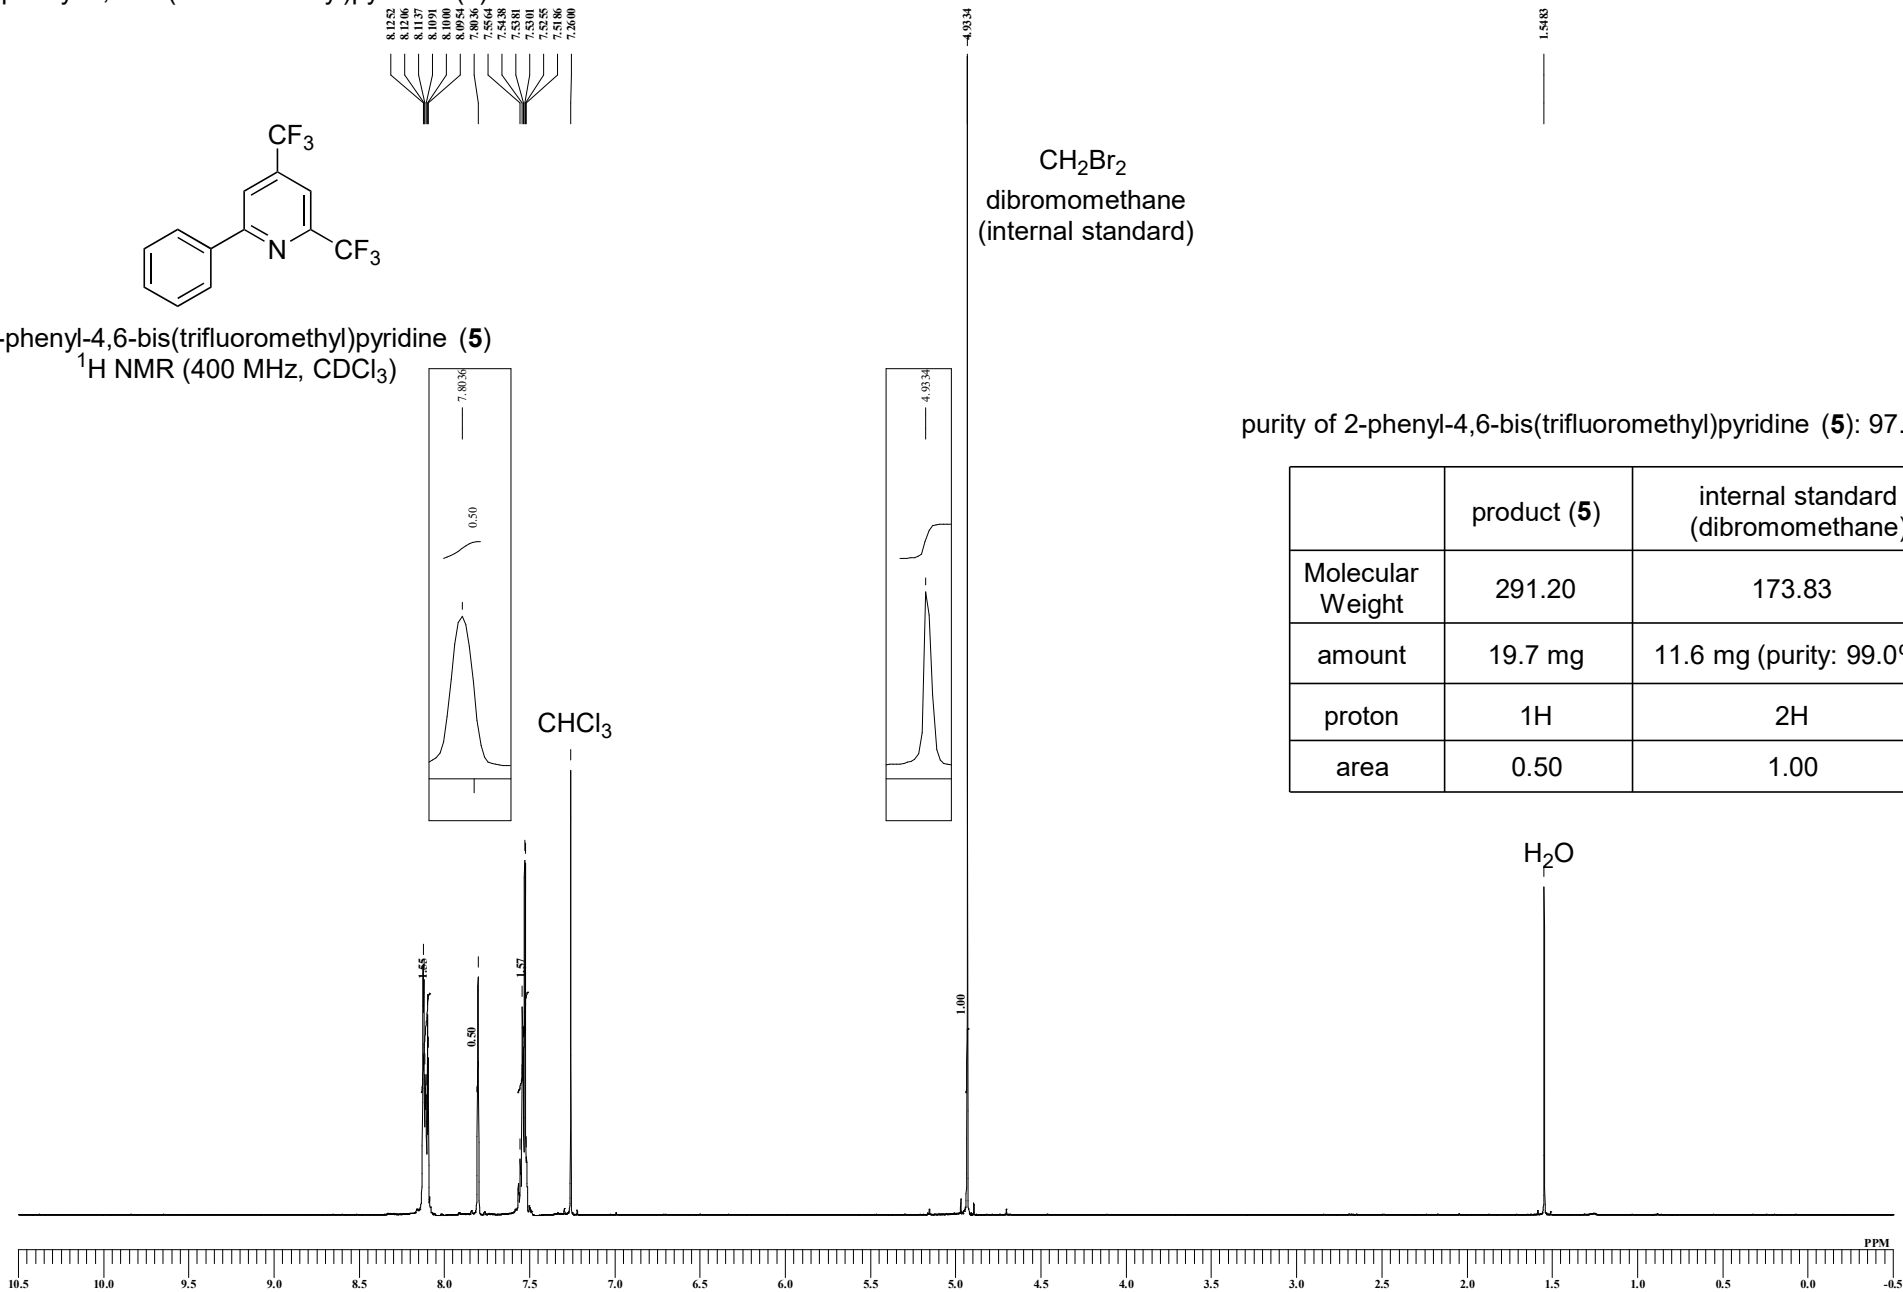 8.1252
8.1206
8.1137
8.1091
8.1000
8.0954
7.8036
7.5564
7.5438
7.5381
7.5301
7.5255
7.5186
7.2600
4.9334
1.5483
CF3
N
CF3
CH2Br2
dibromomethane
(internal standard)
-phenyl-4,6-bis(trifluoromethyl)pyridine (5)
1H NMR (400 MHz, CDCl3)
7.8036
0.50
4.9334
purity of 2-phenyl-4,6-bis(trifluoromethyl)pyridine (5): 97.
product (5)
internal standard
(dibromomethane)
Molecular
Weight
291.20
173.83
amount
19.7 mg
11.6 mg (purity: 99.0%
proton
1H
2H
area
0.50
1.00
CHCl3
H2O
1.55
0.50
1.57
1.00
PPM
10.5 10.0 9.5 9.0 8.5 8.0 7.5 7.0 6.5 6.0 5.5 5.0 4.5 4.0 3.5 3.0 2.5 2.0 1.5 1.0 0.5 0.0 -0.5